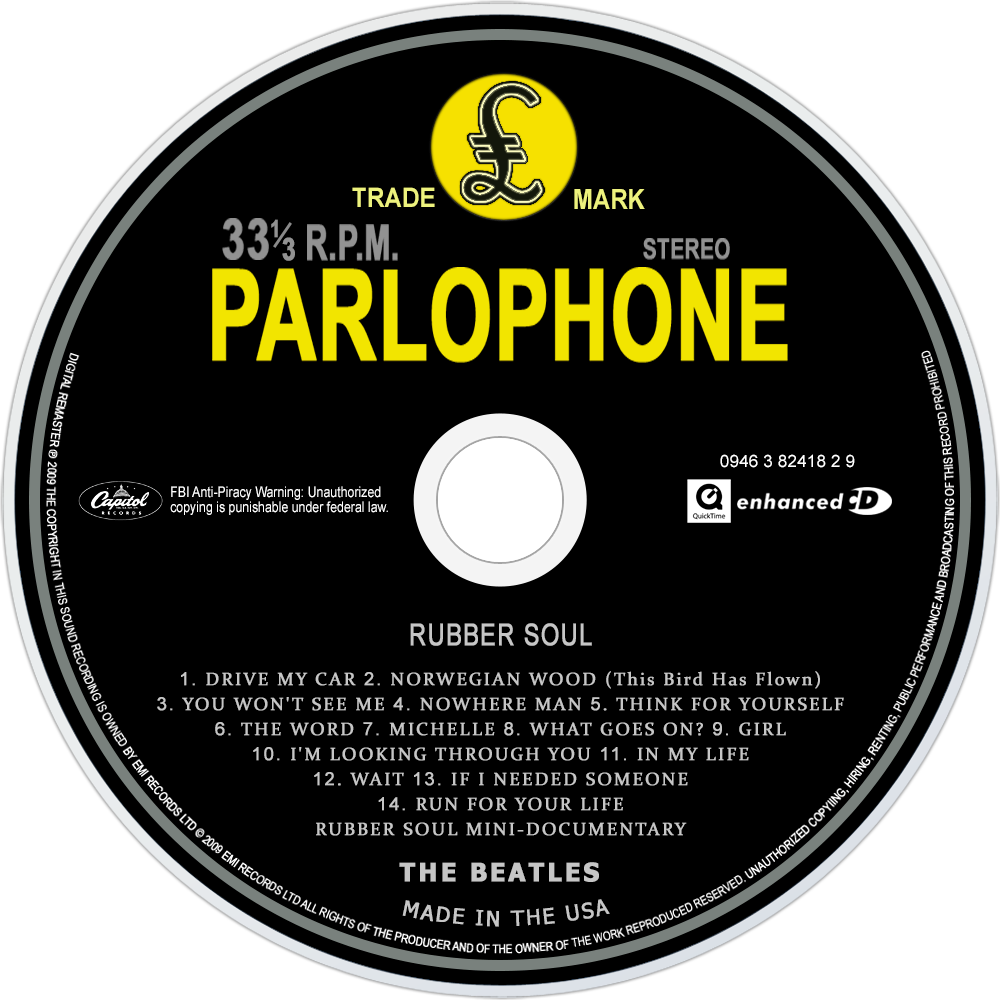 £
TRADE MARK
33⅓ R.P.M. STEREO
PARLOPHONE
0946 3 82418 2 9
Capitol
RECORDS
FBI Anti-Piracy Warning: Unauthorized
copying is punishable under federal law.
QuickTime
enhanced CD
RUBBER SOUL
1. DRIVE MY CAR 2. NORWEGIAN WOOD (This Bird Has Flown)
3. YOU WON'T SEE ME 4. NOWHERE MAN 5. THINK FOR YOURSELF
6. THE WORD 7. MICHELLE 8. WHAT GOES ON? 9. GIRL
10. I'M LOOKING THROUGH YOU 11. IN MY LIFE
12. WAIT 13. IF I NEEDED SOMEONE
14. RUN FOR YOUR LIFE
RUBBER SOUL MINI-DOCUMENTARY
THE BEATLES
MADE IN THE USA
DIGITAL REMASTER ℗ 2009 THE COPYRIGHT IN THIS SOUND RECORDING IS OWNED BY EMI RECORDS LTD © 2009 EMI RECORDS LTD ALL RIGHTS OF THE PRODUCER AND OF THE OWNER OF THE WORK REPRODUCED RESERVED. UNAUTHORIZED COPYIING, HIRING, RENTING, PUBLIC PERFORMANCE AND BROADCASTING OF THIS RECORD PROHIBITED